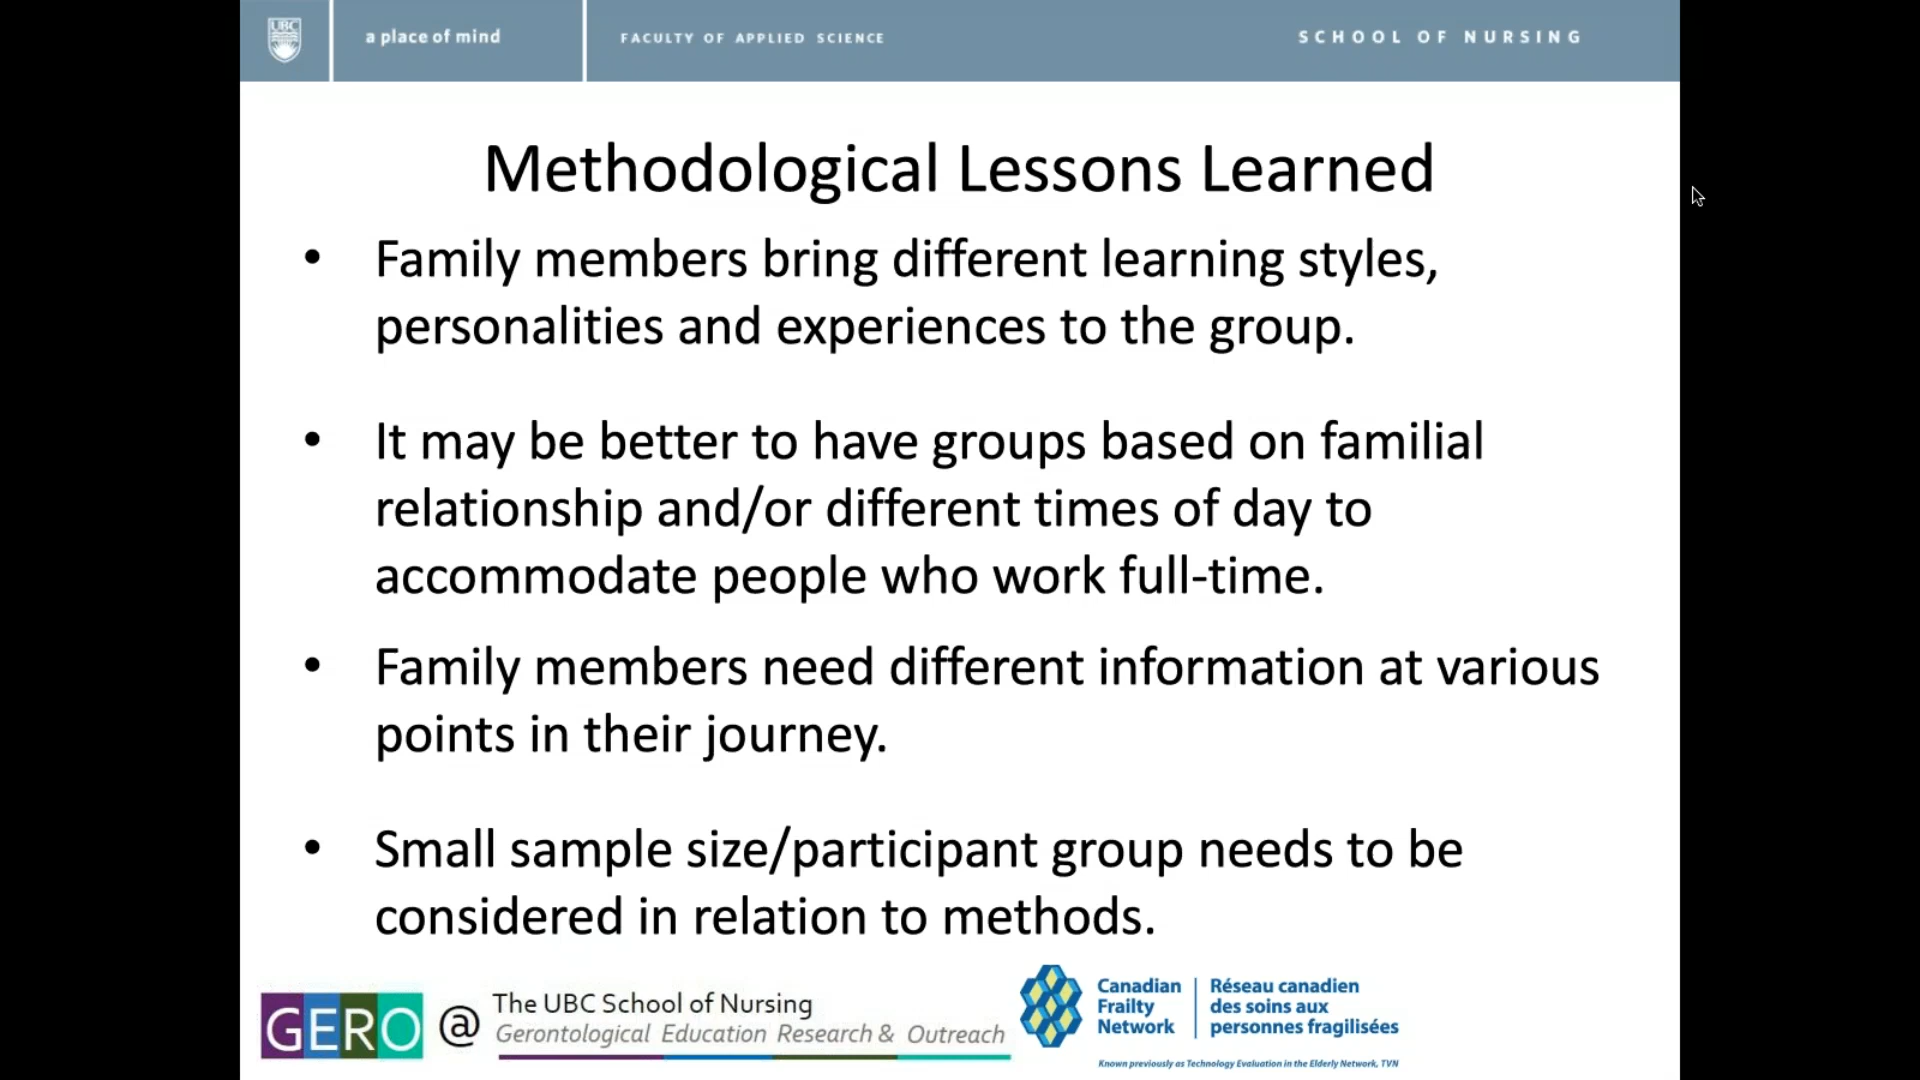 UBC
a place of mind
FACULTY OF APPLIED SCIENCE
SCHOOL OF NURSING
Methodological Lessons Learned
• Family members bring different learning styles,
personalities and experiences to the group.
• It may be better to have groups based on familial
relationship and/or different times of day to
accommodate people who work full-time.
• Family members need different information at various
points in their journey.
• Small sample size/participant group needs to be
considered in relation to methods.
GERO @
The UBC School of Nursing
Gerontological Education Research & Outreach
Canadian
Frailty
Network
Réseau canadien
des soins aux
personnes fragilisées
Known previously as Technology Evaluation in the Elderly Network, TVN